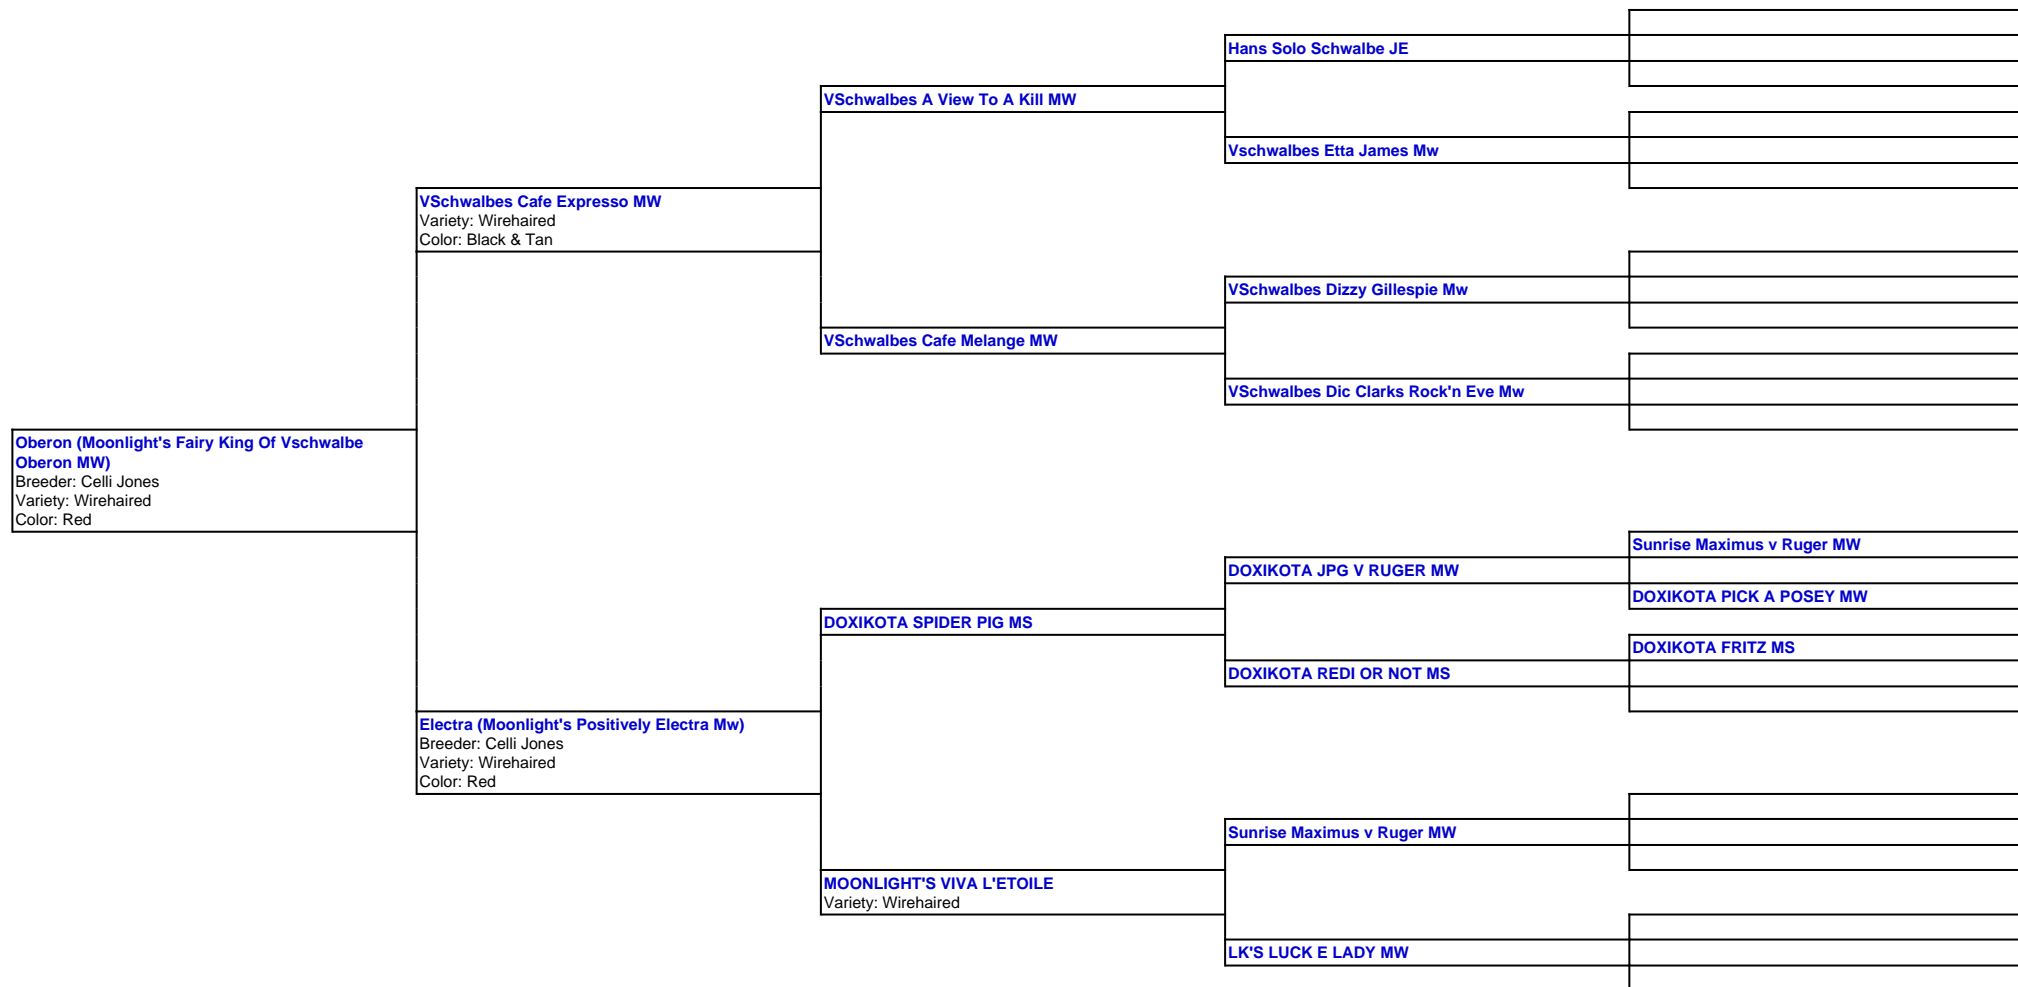 Hans Solo Schwalbe JE
VSchwalbes A View To A Kill MW
Vschwalbes Etta James Mw
VSchwalbes Cafe Expresso MW
Variety: Wirehaired
Color: Black & Tan
VSchwalbes Dizzy Gillespie Mw
VSchwalbes Cafe Melange MW
VSchwalbes Dic Clarks Rock'n Eve Mw
Oberon (Moonlight's Fairy King Of Vschwalbe
Oberon MW)
Breeder: Celli Jones
Variety: Wirehaired
Color: Red
Sunrise Maximus v Ruger MW
DOXIKOTA JPG V RUGER MW
DOXIKOTA PICK A POSEY MW
DOXIKOTA SPIDER PIG MS
DOXIKOTA FRITZ MS
DOXIKOTA REDI OR NOT MS
Electra (Moonlight's Positively Electra Mw)
Breeder: Celli Jones
Variety: Wirehaired
Color: Red
Sunrise Maximus v Ruger MW
MOONLIGHT'S VIVA L'ETOILE
Variety: Wirehaired
LK'S LUCK E LADY MW